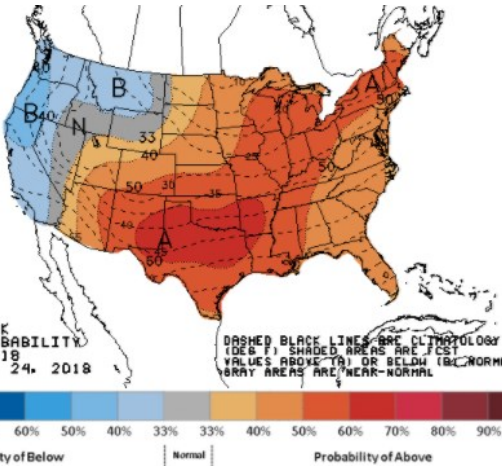 B
B
40
N
33
40
50
30
35
40
A
60
A
50
50
K
BABILITY
18
24. 2018
DASHED BLACK LINES ARE CLIMATOLOGY
(DEG F) SHADED AREAS ARE FCST
VALUES ABOVE (A) OR BELOW (B) NORM
GRAY AREAS ARE NEAR-NORMAL
60% 50% 40% 33% 33% 40% 50% 60% 70% 80% 90%
ty of Below Normal Probability of Above